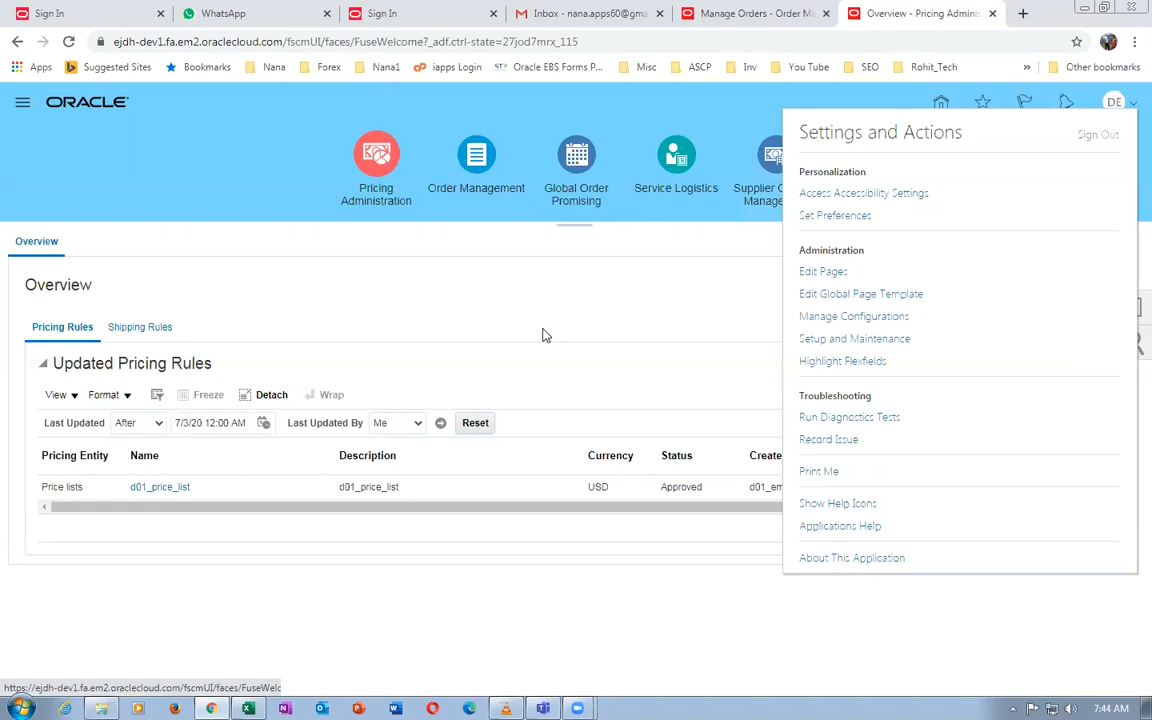 Sign In
WhatsApp
Sign In
Inbox - nana.apps60@gma
Manage Orders - Order Ma
Overview - Pricing Adminis
ejdh-dev1.fa.em2.oraclecloud.com/fscmUI/faces/FuseWelcome?_adf.ctrl-state=27jod7mrx_115
Apps
Suggested Sites
Bookmarks
Nana
Forex
Nana1
iapps Login
Oracle EBS Forms P...
Misc
ASCP
Inv
You Tube
SEO
Rohit_Tech
»
Other bookmarks
ORACLE
DE
Pricing
Administration
Order Management
Global Order
Promising
Service Logistics
Supplier C
Manag
Settings and Actions
Sign Out
Personalization
Access Accessibility Settings
Set Preferences
Administration
Edit Pages
Edit Global Page Template
Manage Configurations
Setup and Maintenance
Highlight Flexfields
Troubleshooting
Run Diagnostics Tests
Record Issue
Print Me
Show Help Icons
Applications Help
About This Application
Overview
Overview
Pricing Rules
Shipping Rules
Updated Pricing Rules
View
Format
Freeze
Detach
Wrap
Last Updated
After
7/3/20 12:00 AM
Last Updated By
Me
Reset
Pricing Entity
Name
Description
Currency
Status
Create
Price lists
d01_price_list
d01_price_list
USD
Approved
d01_em
https://ejdh-dev1.fa.em2.oraclecloud.com/fscmUI/faces/FuseWelc
7:44 AM